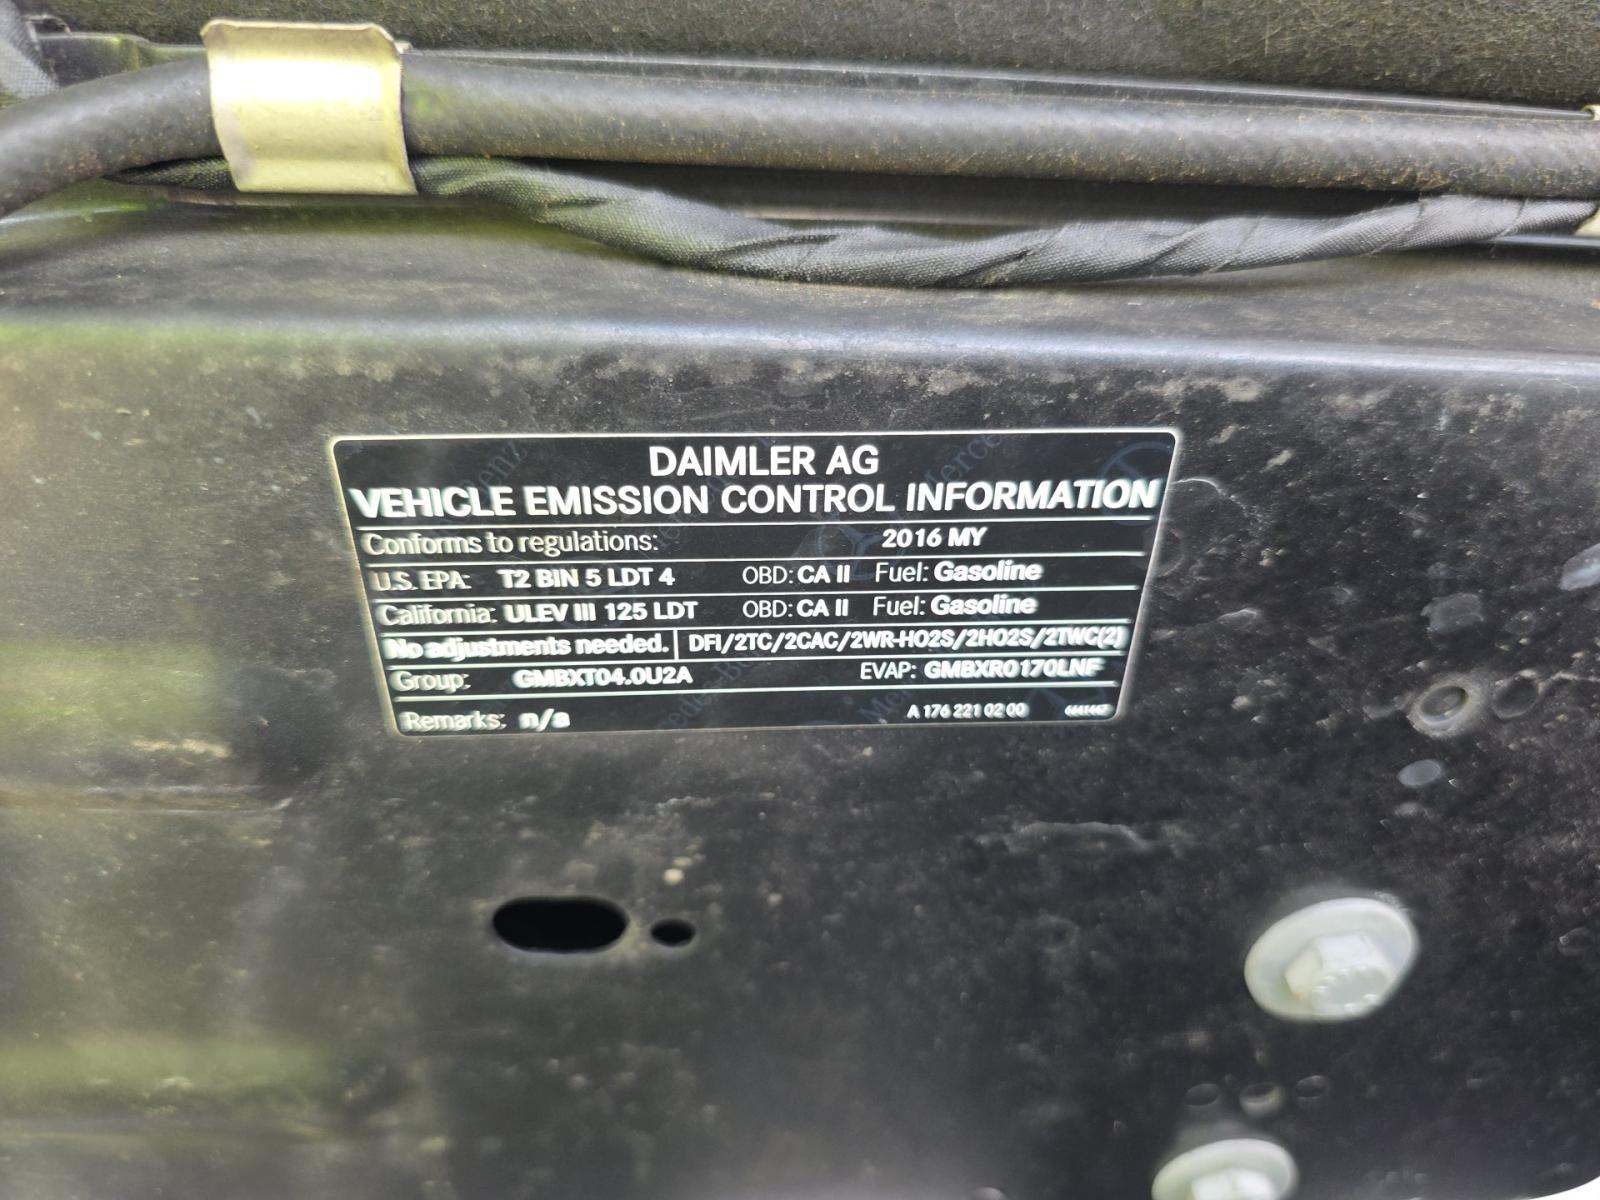 DAIMLER AG
VEHICLE EMISSION CONTROL INFORMATION
Conforms to regulations: 2016 MY
U.S. EPA: T2 BIN 5 LDT 4 OBD: CA II Fuel: Gasoline
California: ULEV III 125 LDT OBD: CA II Fuel: Gasoline
No adjustments needed. DFI/2TC/2CAC/2WR-HO2S/2HO2S/2TWC(2)
Group: GMBXT04.0U2A EVAP: GMBXR0170LNF
Remarks: n/a A 176 221 02 00